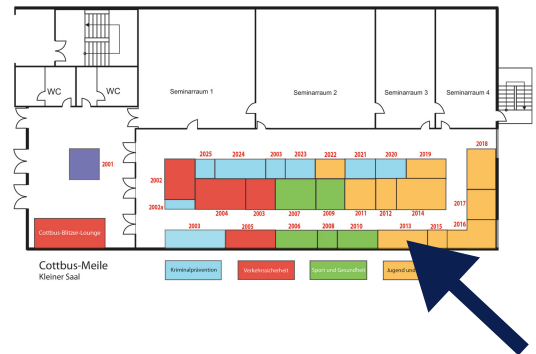 WC
WC
Seminarraum 1
Seminarraum 2
Seminarraum 3
Seminarraum 4
2001
2025
2024
2003
2023
2022
2021
2020
2019
2018
2002
2002a
2004
2003
2007
2009
2011
2012
2014
2017
2016
2003
2005
2006
2008
2010
2013
2015
Cottbus-Blitzer-Lounge
Cottbus-Meile
Kleiner Saal
Kriminalprävention
Verkehrssicherheit
Sport und Gesundheit
Jugend und